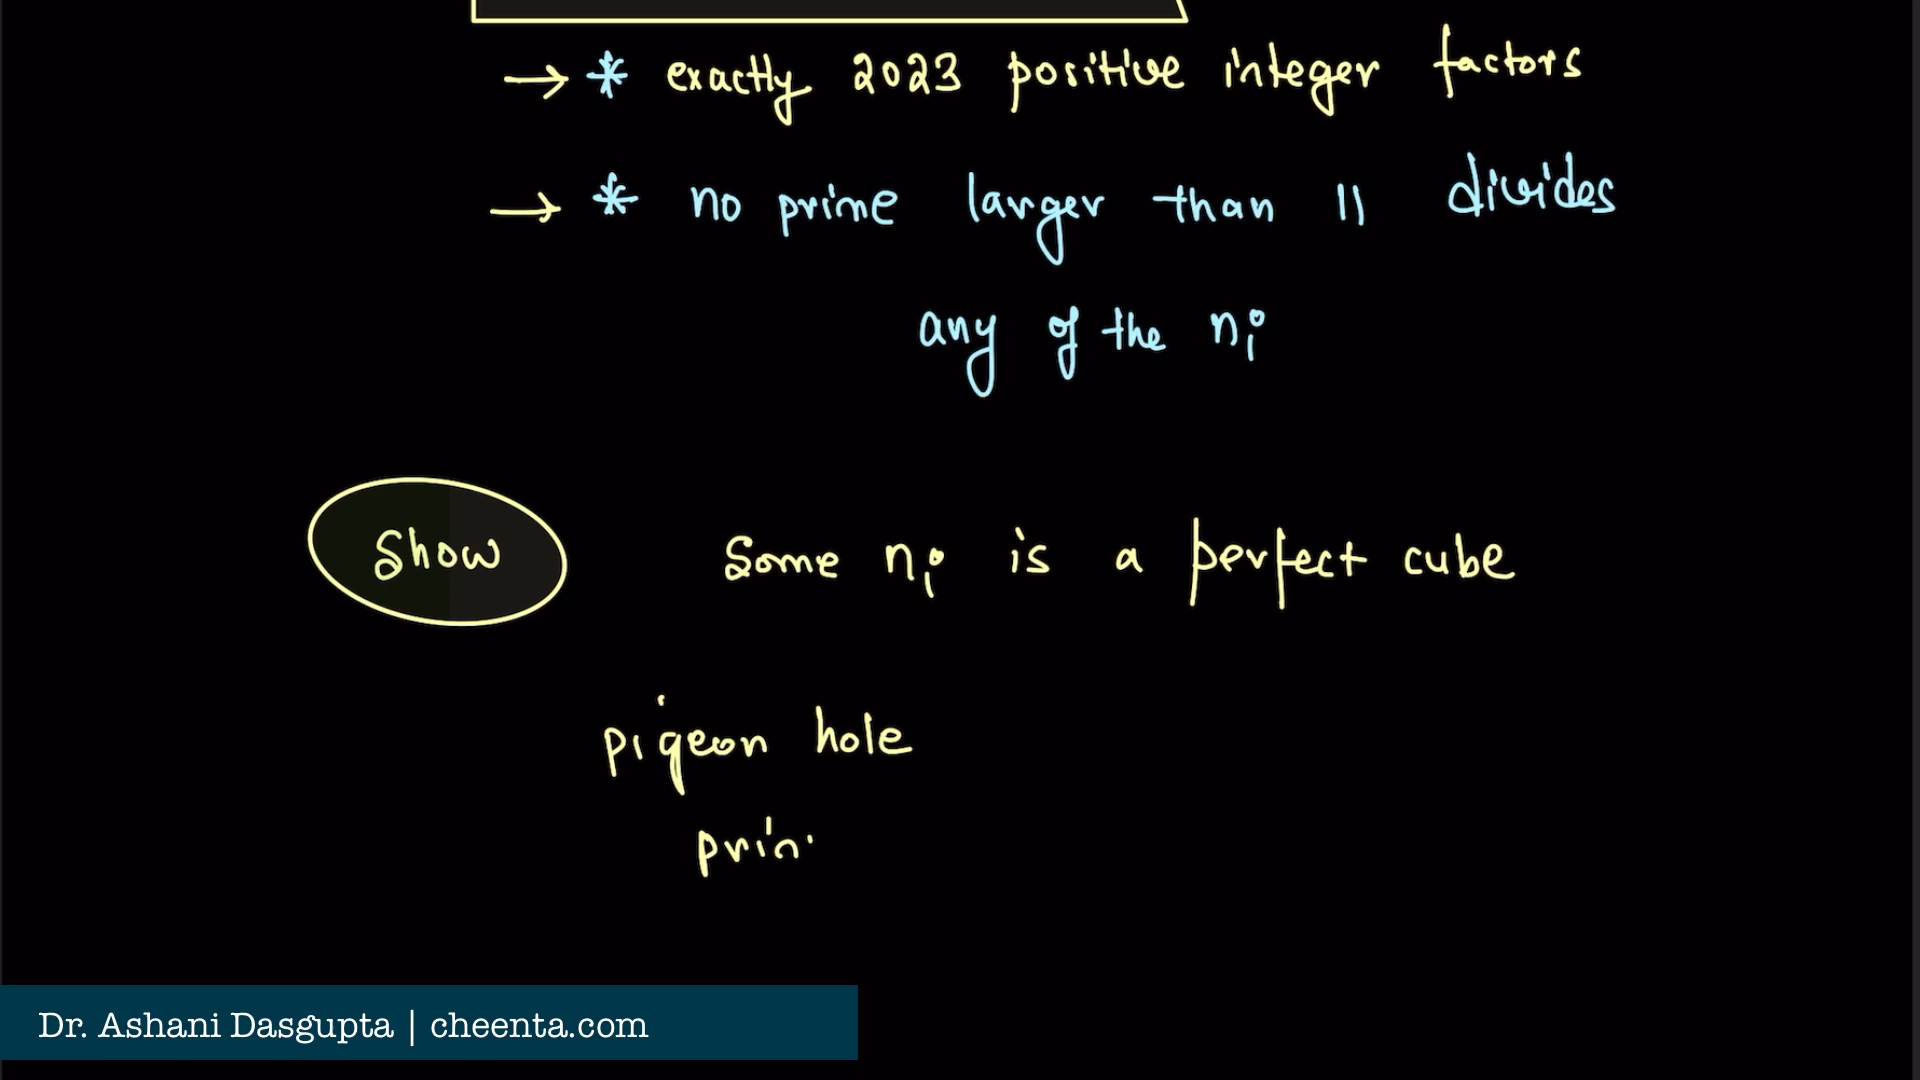 → * exactly 2023 positive integer factors
→ * no prime larger than 11 divides
any of the ni
Show Some ni is a perfect cube
pigeon hole
prin
Dr. Ashani Dasgupta | cheenta.com